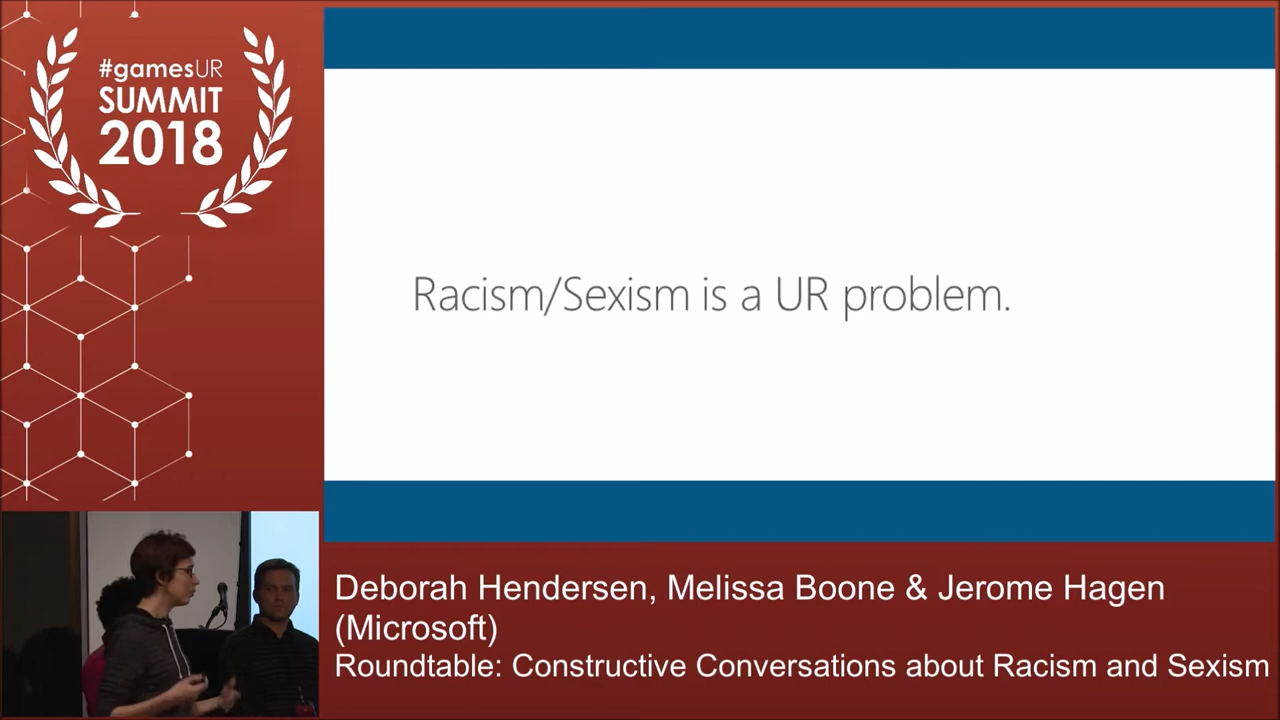 #gamesUR
SUMMIT
2018
Racism/Sexism is a UR problem.
Deborah Hendersen, Melissa Boone & Jerome Hagen
(Microsoft)
Roundtable: Constructive Conversations about Racism and Sexism